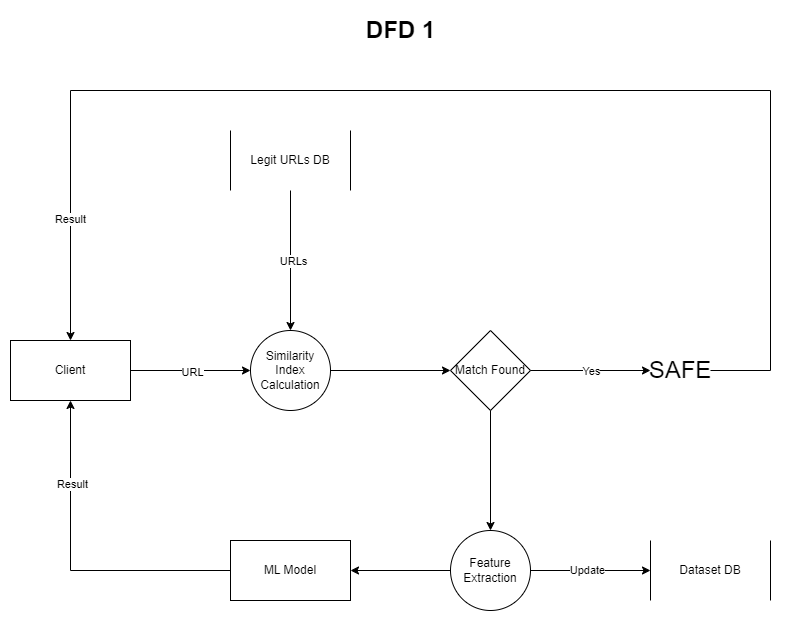 DFD 1
Legit URLs DB
Result
URLs
Client
URL
Similarity
Index
Calculation
Match Found
Yes
SAFE
Result
ML Model
Feature
Extraction
Update
Dataset DB